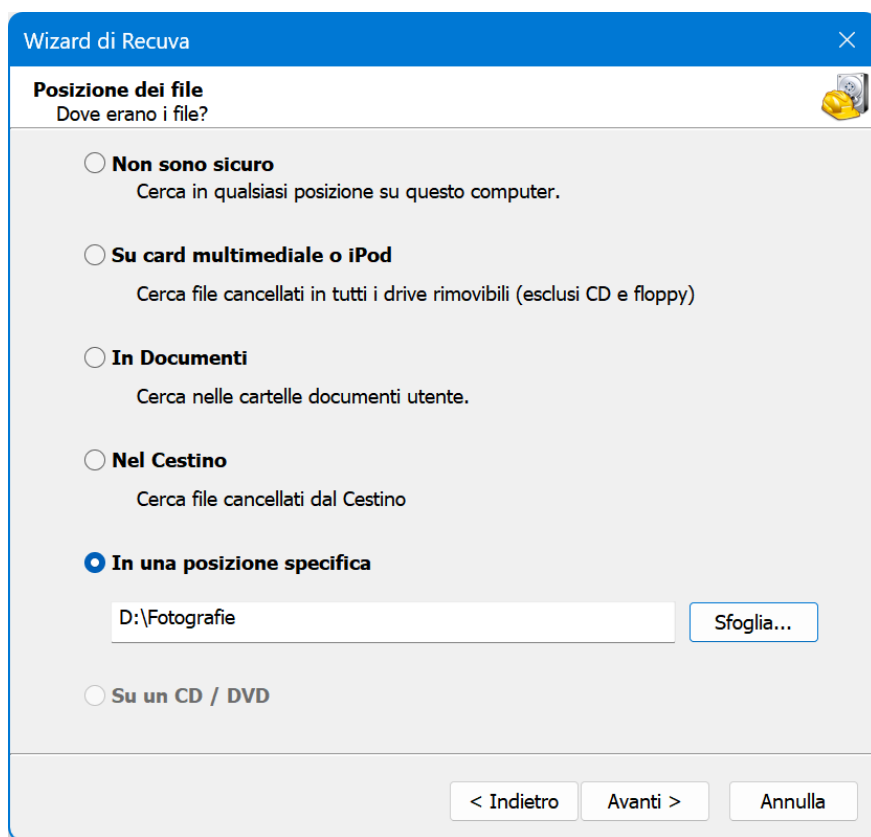 Wizard di Recuva
Posizione dei file
Dove erano i file?
Non sono sicuro
Cerca in qualsiasi posizione su questo computer.
Su card multimediale o iPod
Cerca file cancellati in tutti i drive rimovibili (esclusi CD e floppy)
In Documenti
Cerca nelle cartelle documenti utente.
Nel Cestino
Cerca file cancellati dal Cestino
In una posizione specifica
D:\Fotografie
Sfoglia...
Su un CD / DVD
< Indietro
Avanti >
Annulla